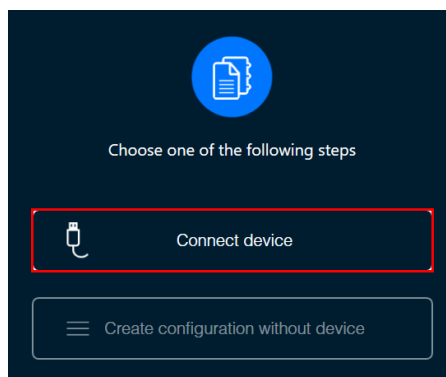 Choose one of the following steps
Connect device
Create configuration without device